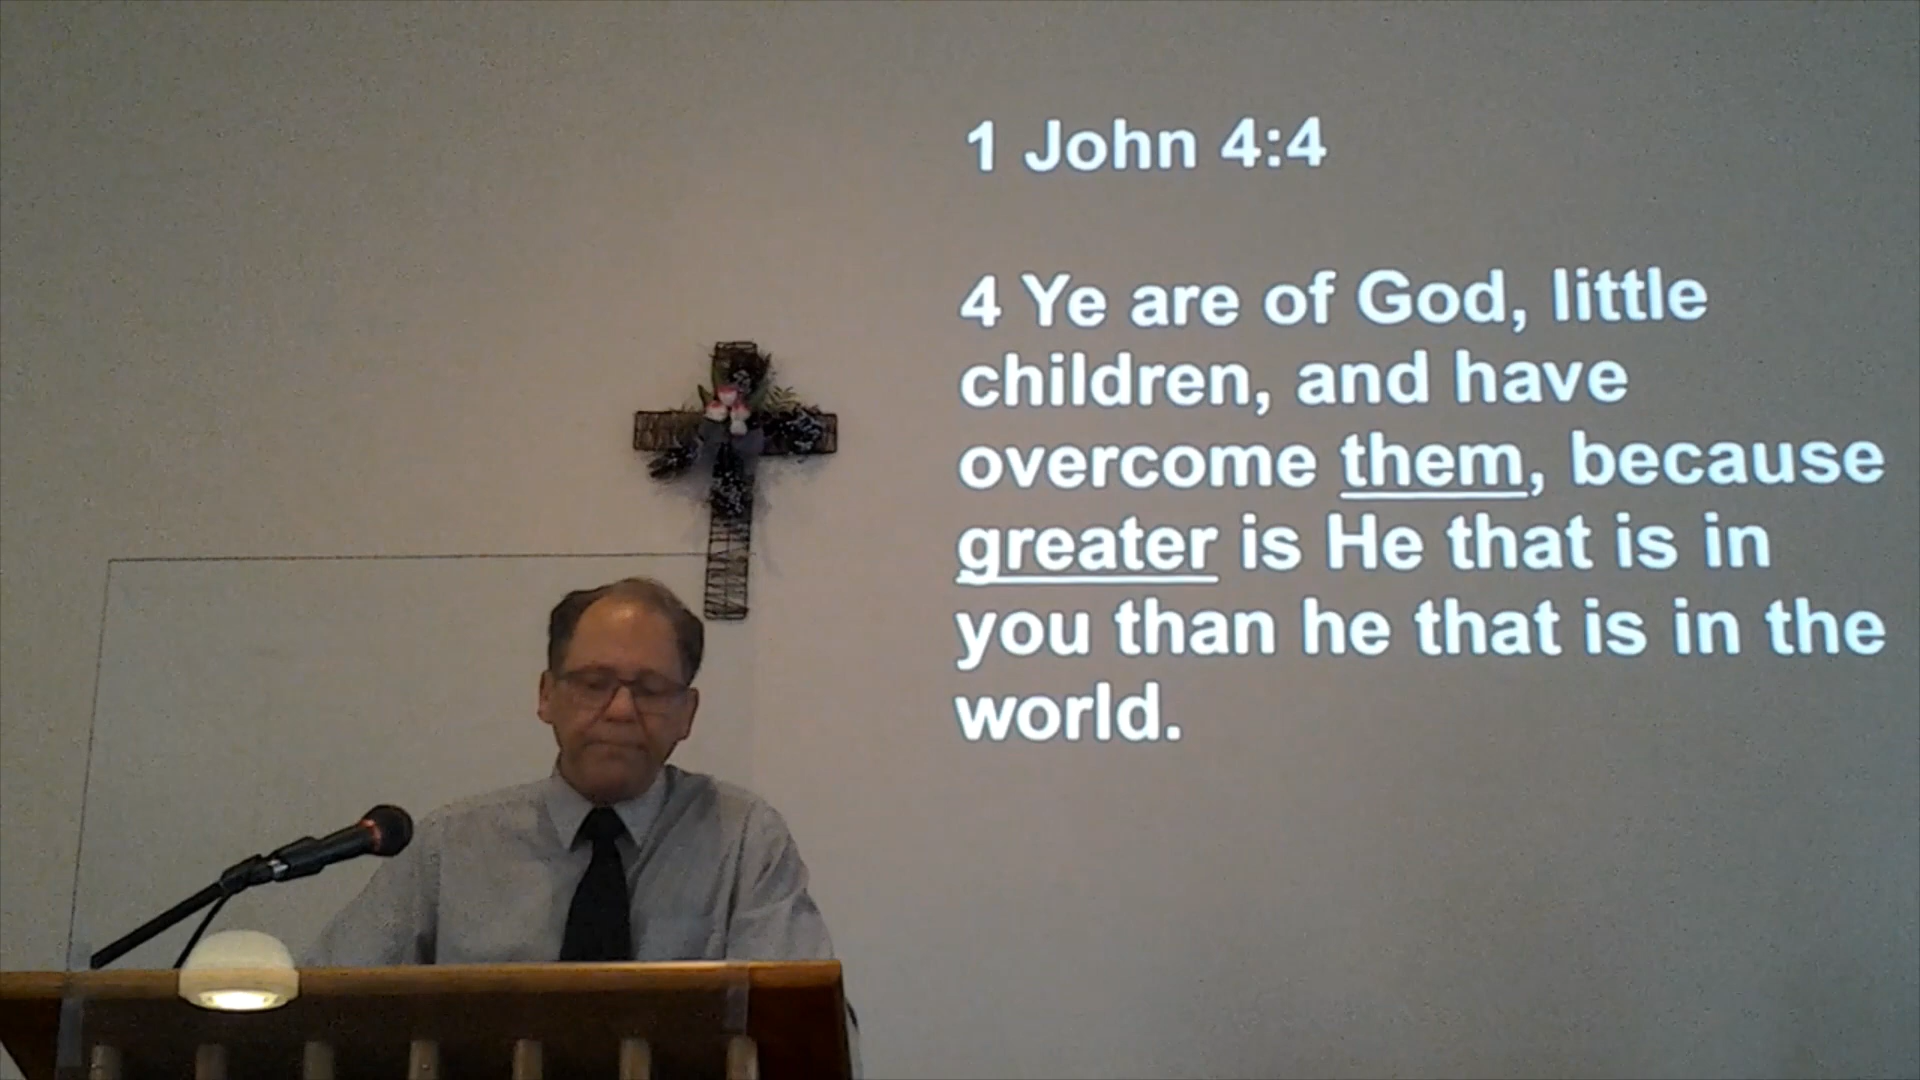 1 John 4:4
4 Ye are of God, little
children, and have
overcome them, because
greater is He that is in
you than he that is in the
world.